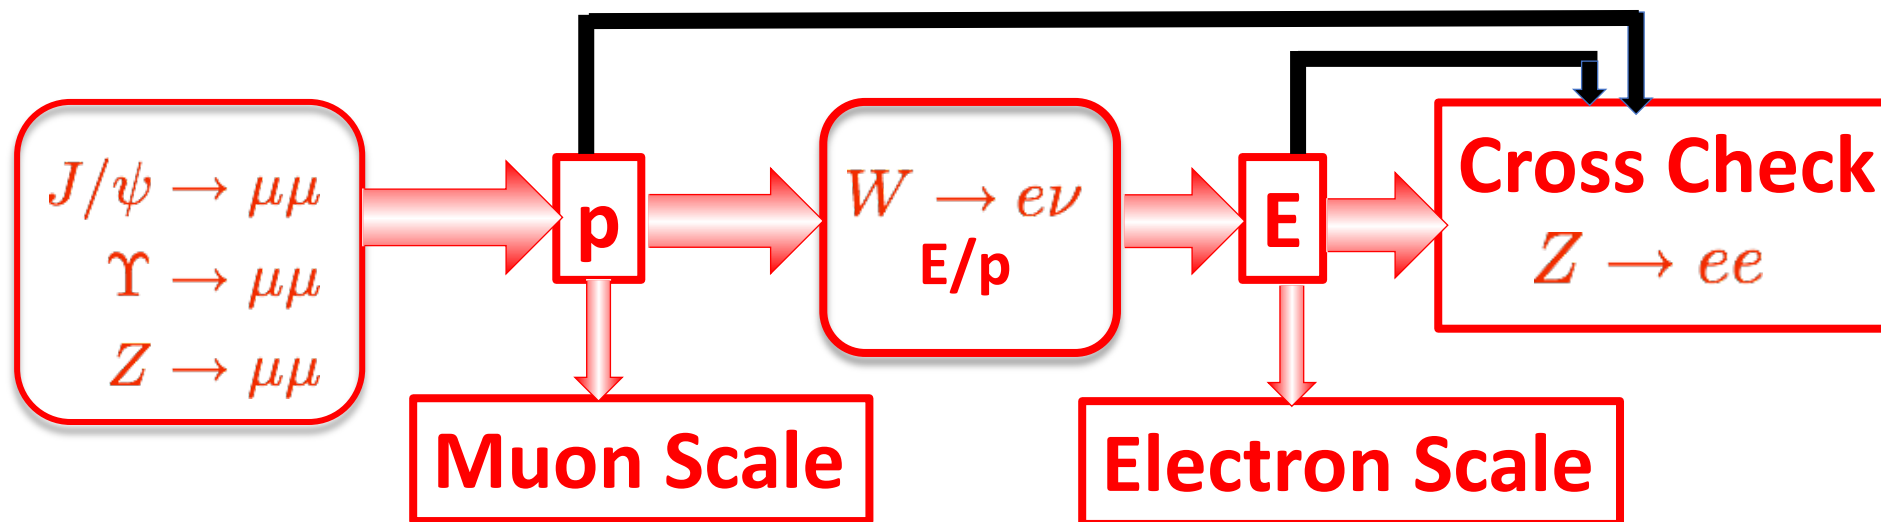 J/ψ → μμ
ϒ → μμ
Z → μμ
p
W → eν
E/p
E
Cross Check
Z → ee
Muon Scale
Electron Scale